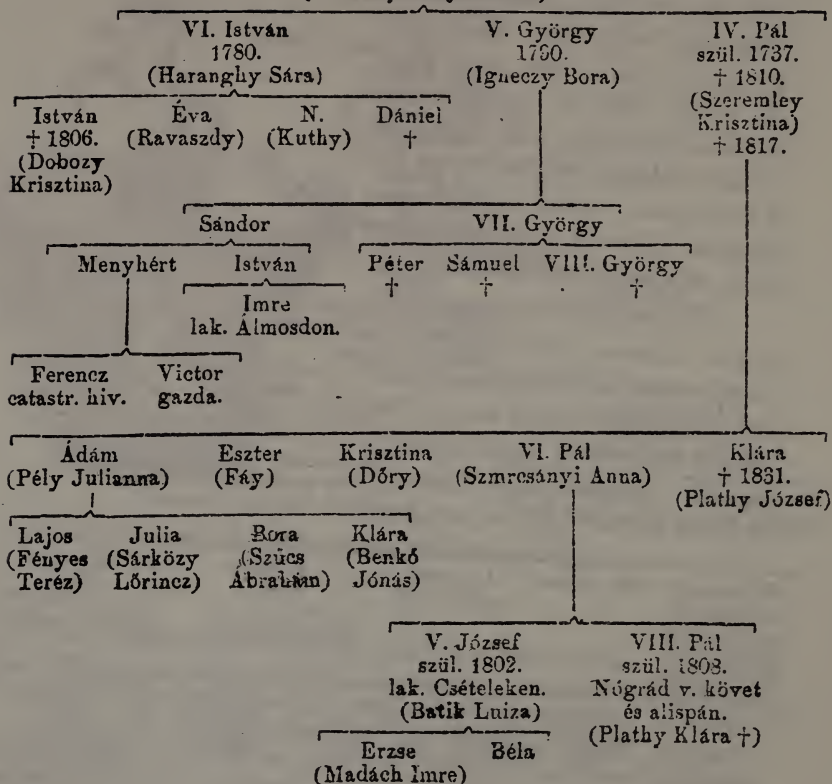 VI. István V. György IV. Pál
1780. 1760. szül. 1737.
(Haranghy Sára) (Igneczy Bora) † 1810.
(Szeremley
Krisztina)
† 1817.
István Éva N. Dániel
† 1806. (Ravaszdy) (Kuthy) †
(Dobozy
Krisztina)
Sándor VII. György
Menyhért István Péter Sámuel VIII. György
† † †
Imre
lak. Álmosdon.
Ferencz Victor
catastr. hiv. gazda.
Ádám Eszter Krisztina VI. Pál Klára
(Pély Julianna) (Fáy) (Dőry) (Szmrcsányi Anna) † 1831.
(Plathy József)
Lajos Julia Bora Klára
(Fényes (Sárközy (Szűcs (Benkő
Teréz) Lőrincz) Ábrahám) Jónás)
V. József VIII. Pál
szül. 1802. szül. 1808.
lak. Csételeken. Nógrád v. követ
(Batik Luiza) és alispán.
(Plathy Klára †)
Erzse Béla
(Madách Imre)